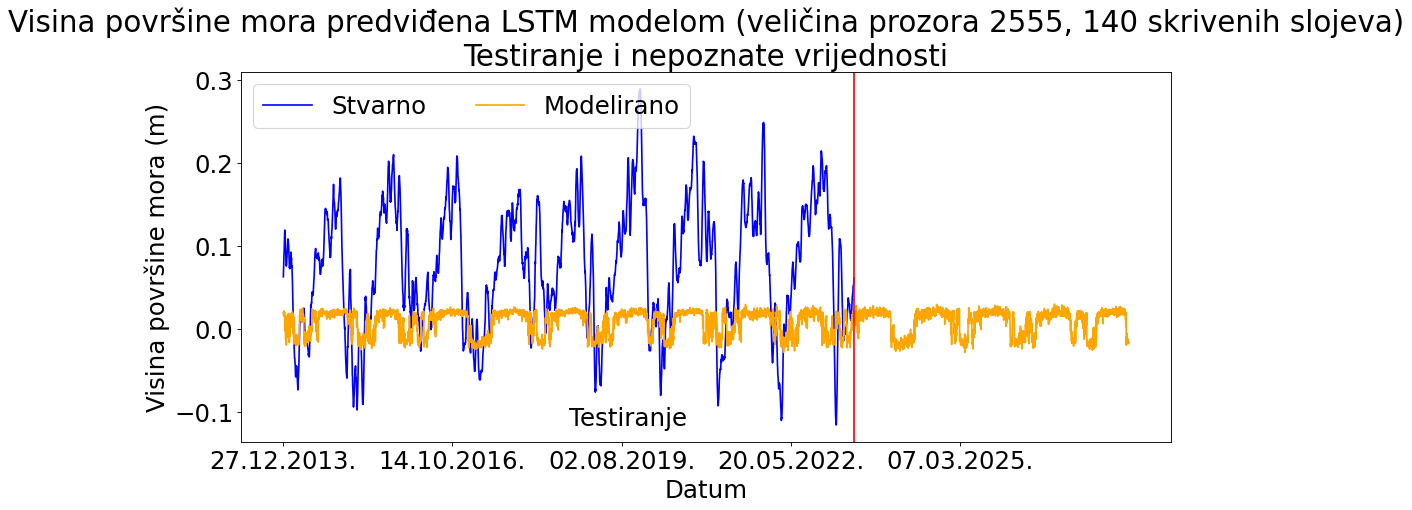 Visina površine mora predviđena LSTM modelom (veličina prozora 2555, 140 skrivenih slojeva)
Testiranje i nepoznate vrijednosti
Stvarno
Modelirano
Visina površine mora (m)
0.3
0.2
0.1
0.0
−0.1
Testiranje
27.12.2013.
14.10.2016.
02.08.2019.
20.05.2022.
07.03.2025.
Datum